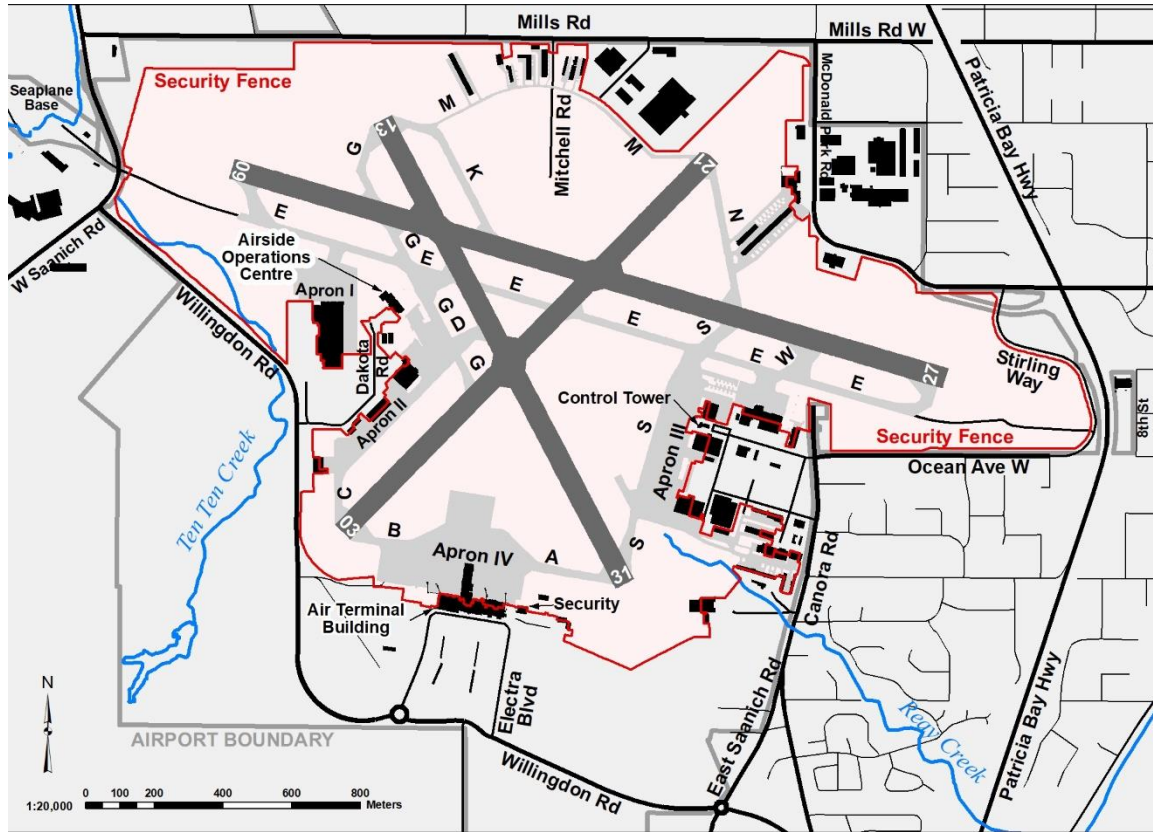 Mills Rd
Mills Rd W
Security Fence
Seaplane
Base
McDonald Park Rd
Patricia Bay Hwy
M
13
G
K
Mitchell Rd
M
21
09
E
N
W Saanich Rd
Airside
Operations
Centre
G
E
E
Apron I
G
D
E
S
Willingdon Rd
Dakota
Rd
G
E
W
E
27
Stirling
Way
8th St
Control Tower
Apron II
S
Apron III
Security Fence
Ocean Ave W
Ten Ten Creek
C
03
B
Apron IV
A
S
31
Canora Rd
Air Terminal
Building
Security
Electra
Blvd
East Saanich Rd
Reay Creek
Patricia Bay Hwy
N
AIRPORT BOUNDARY
Willingdon Rd
1:20,000
0 100 200 400 600 800
Meters